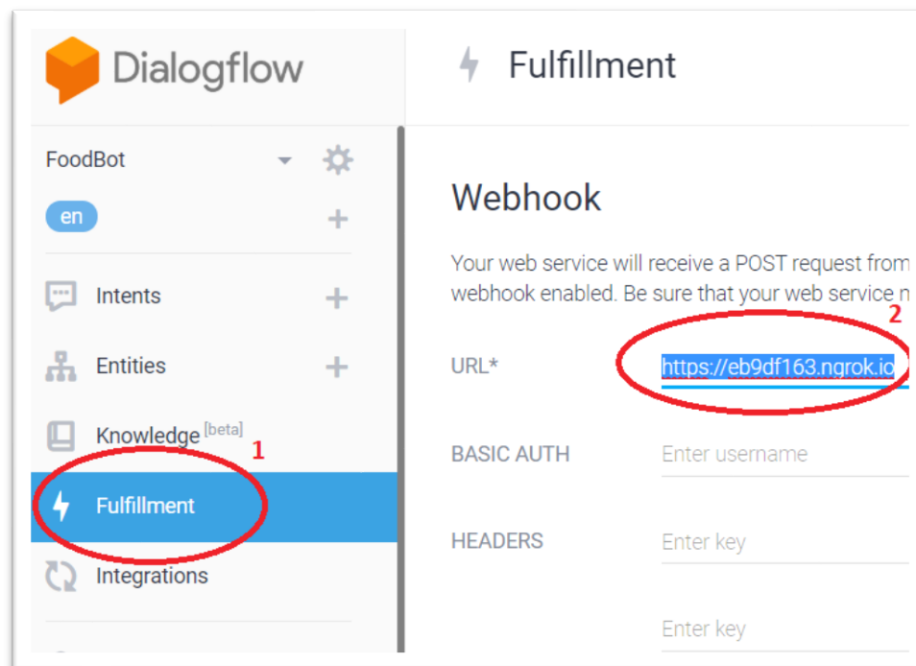 Dialogflow
FoodBot
en
Intents
Entities
Knowledge [beta]
1
Fulfillment
Integrations
Fulfillment
Webhook
Your web service will receive a POST request from
webhook enabled. Be sure that your web service
2
URL*
https://eb9df163.ngrok.io
BASIC AUTH
Enter username
HEADERS
Enter key
Enter key